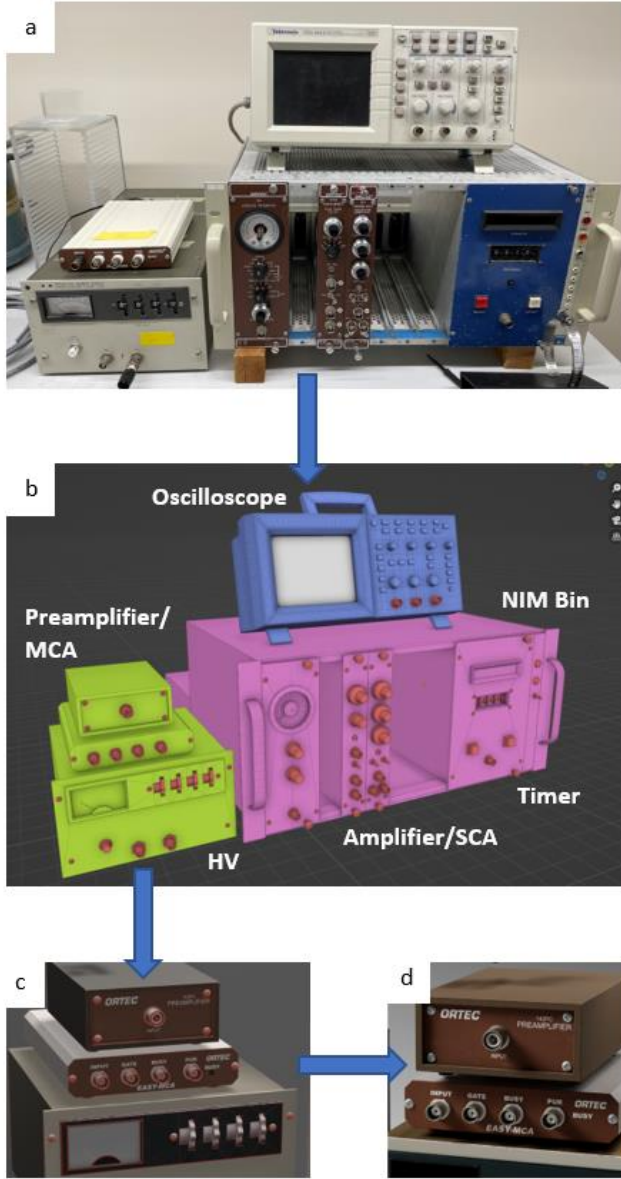 a
Tektronix
b
Oscilloscope
Preamplifier/
MCA
NIM Bin
Timer
Amplifier/SCA
HV
c
ORTEC
PREAMPLIFIER
INPUT
INPUT GATE BUSY PUR ORTEC
BUSY
EASY-MCA
d
ORTEC
142PC
PREAMPLIFIER
INPUT
INPUT GATE BUSY PUR ORTEC
BUSY
EASY-MCA